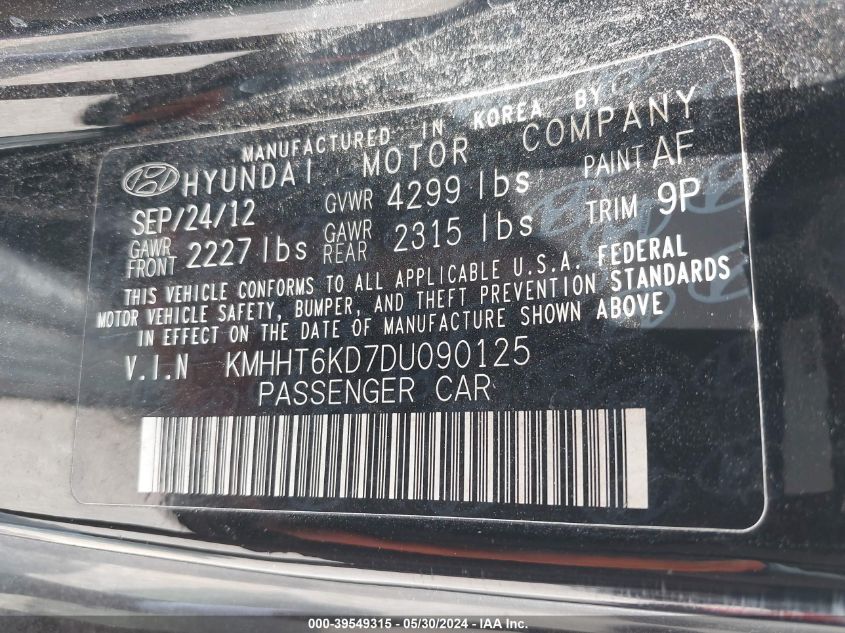 MANUFACTURED IN KOREA BY
HYUNDAI MOTOR COMPANY
SEP/24/12 GVWR 4299 lbs PAINT AF
GAWR FRONT 2227 lbs GAWR REAR 2315 lbs TRIM 9P
THIS VEHICLE CONFORMS TO ALL APPLICABLE U.S.A. FEDERAL
MOTOR VEHICLE SAFETY, BUMPER, AND THEFT PREVENTION STANDARDS
IN EFFECT ON THE DATE OF MANUFACTURE SHOWN ABOVE
V.I.N KMHHT6KD7DU090125
PASSENGER CAR
000-39549315 - 05/30/2024 - IAA Inc.